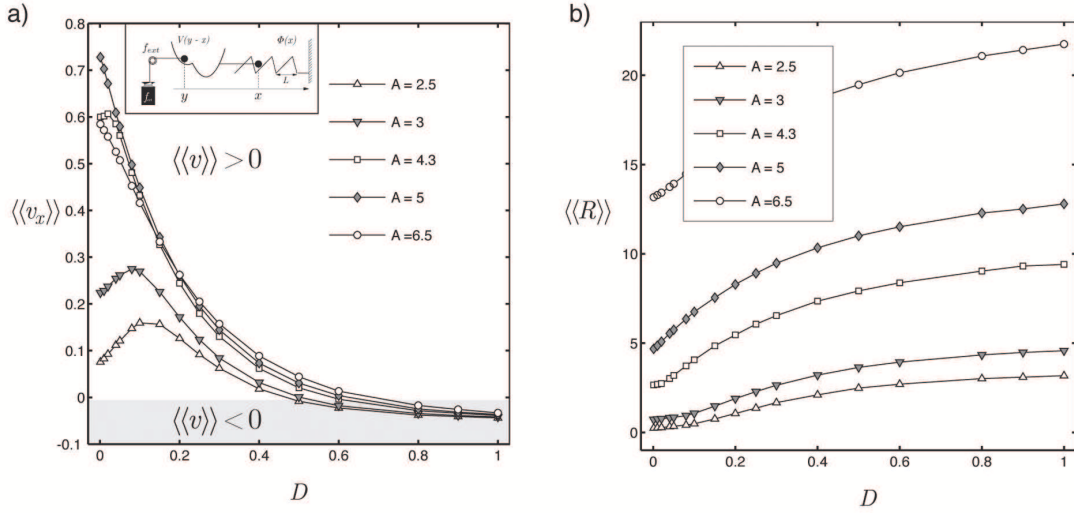 a)
0.8
0.7
0.6
0.5
0.4
0.3
0.2
0.1
0
-0.1
⟨⟨v_x⟩⟩
f_ext
V(y - x)
Φ(x)
L
y
x
A = 2.5
A = 3
A = 4.3
A = 5
A =6.5
⟨⟨v⟩⟩ > 0
⟨⟨v⟩⟩ < 0
0 0.2 0.4 0.6 0.8 1
D
b)
20
15
10
5
0
⟨⟨R⟩⟩
A = 2.5
A = 3
A = 4.3
A = 5
A =6.5
0 0.2 0.4 0.6 0.8 1
D